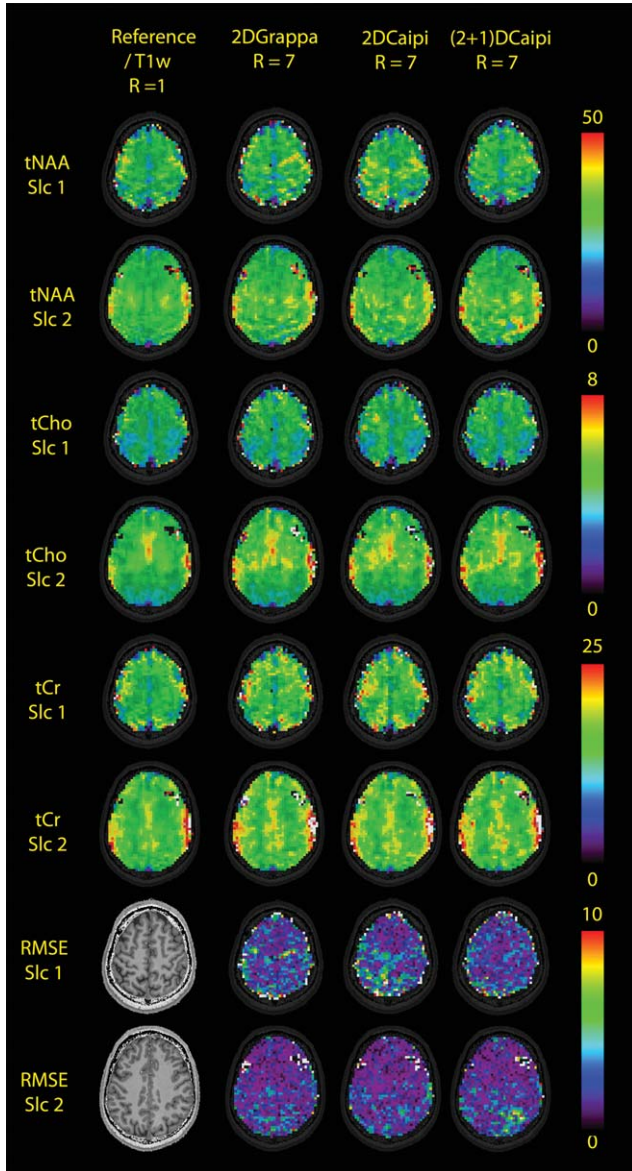 Reference
/ T1w
R =1
2DGrappa
R = 7
2DCaipi
R = 7
(2+1)DCaipi
R = 7
50
tNAA
Slc 1
tNAA
Slc 2
0
8
tCho
Slc 1
tCho
Slc 2
0
25
tCr
Slc 1
tCr
Slc 2
0
10
RMSE
Slc 1
RMSE
Slc 2
0